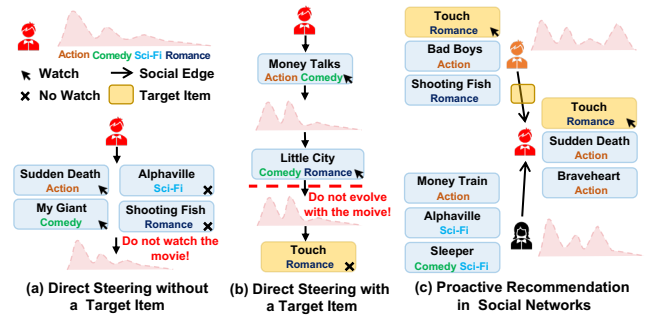 Action Comedy Sci-Fi Romance
Watch
Social Edge
No Watch
Target Item
Sudden Death
Action
Alphaville
Sci-Fi
My Giant
Comedy
Shooting Fish
Romance
Do not watch the
movie!
(a) Direct Steering without
a Target Item
Money Talks
Action Comedy
Little City
Comedy Romance
Do not evolve
with the moive!
Touch
Romance
(b) Direct Steering with
a Target Item
Touch
Romance
Bad Boys
Action
Shooting Fish
Romance
Touch
Romance
Sudden Death
Action
Braveheart
Action
Money Train
Action
Alphaville
Sci-Fi
Sleeper
Comedy Sci-Fi
(c) Proactive Recommendation
in Social Networks